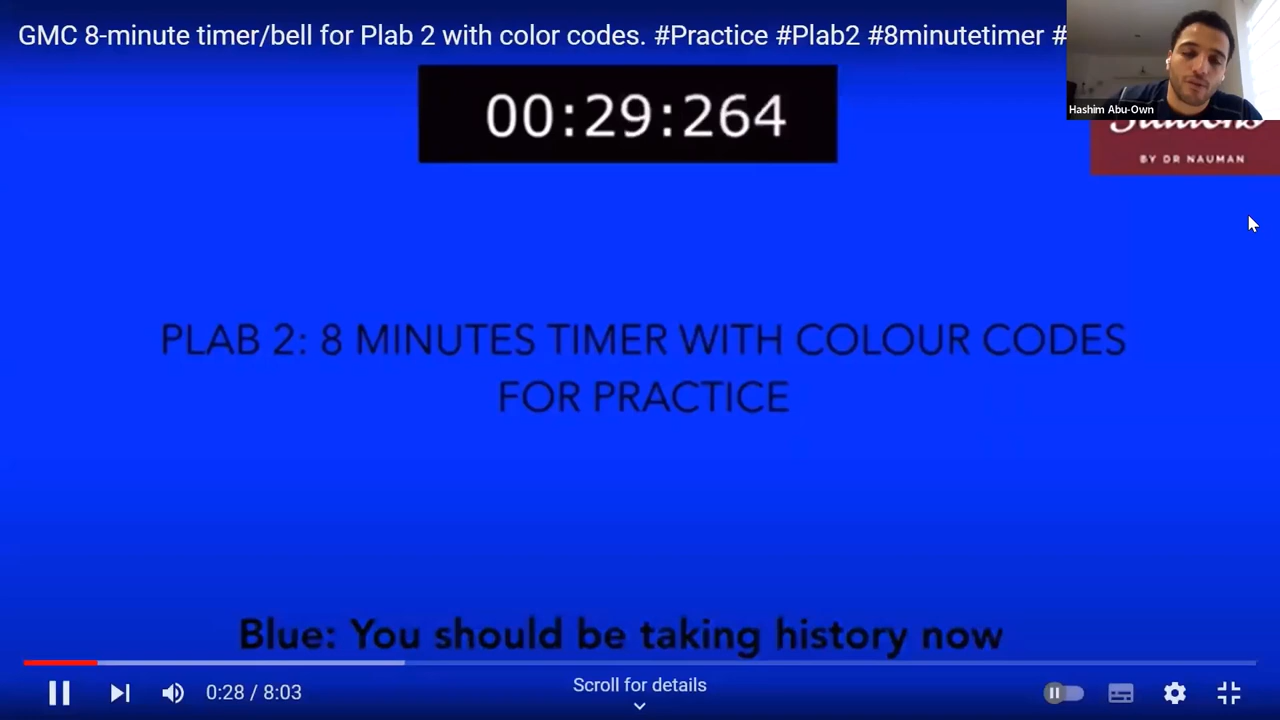 GMC 8-minute timer/bell for Plab 2 with color codes. #Practice #Plab2 #8minutetimer #
00:29:264
Hashim Abu-Own
BY DR NAUMAN
PLAB 2: 8 MINUTES TIMER WITH COLOUR CODES
FOR PRACTICE
Blue: You should be taking history now
0:28 / 8:03
Scroll for details